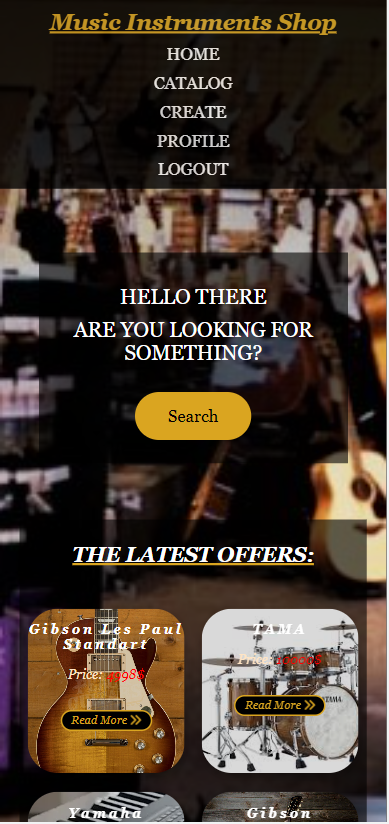 Music Instruments Shop
HOME
CATALOG
CREATE
PROFILE
LOGOUT
HELLO THERE
ARE YOU LOOKING FOR
SOMETHING?
Search
THE LATEST OFFERS:
Gibson Les Paul
Standart
Price: 4998$
Read More
TAMA
Price:
Read More
Yamaha
Gibson